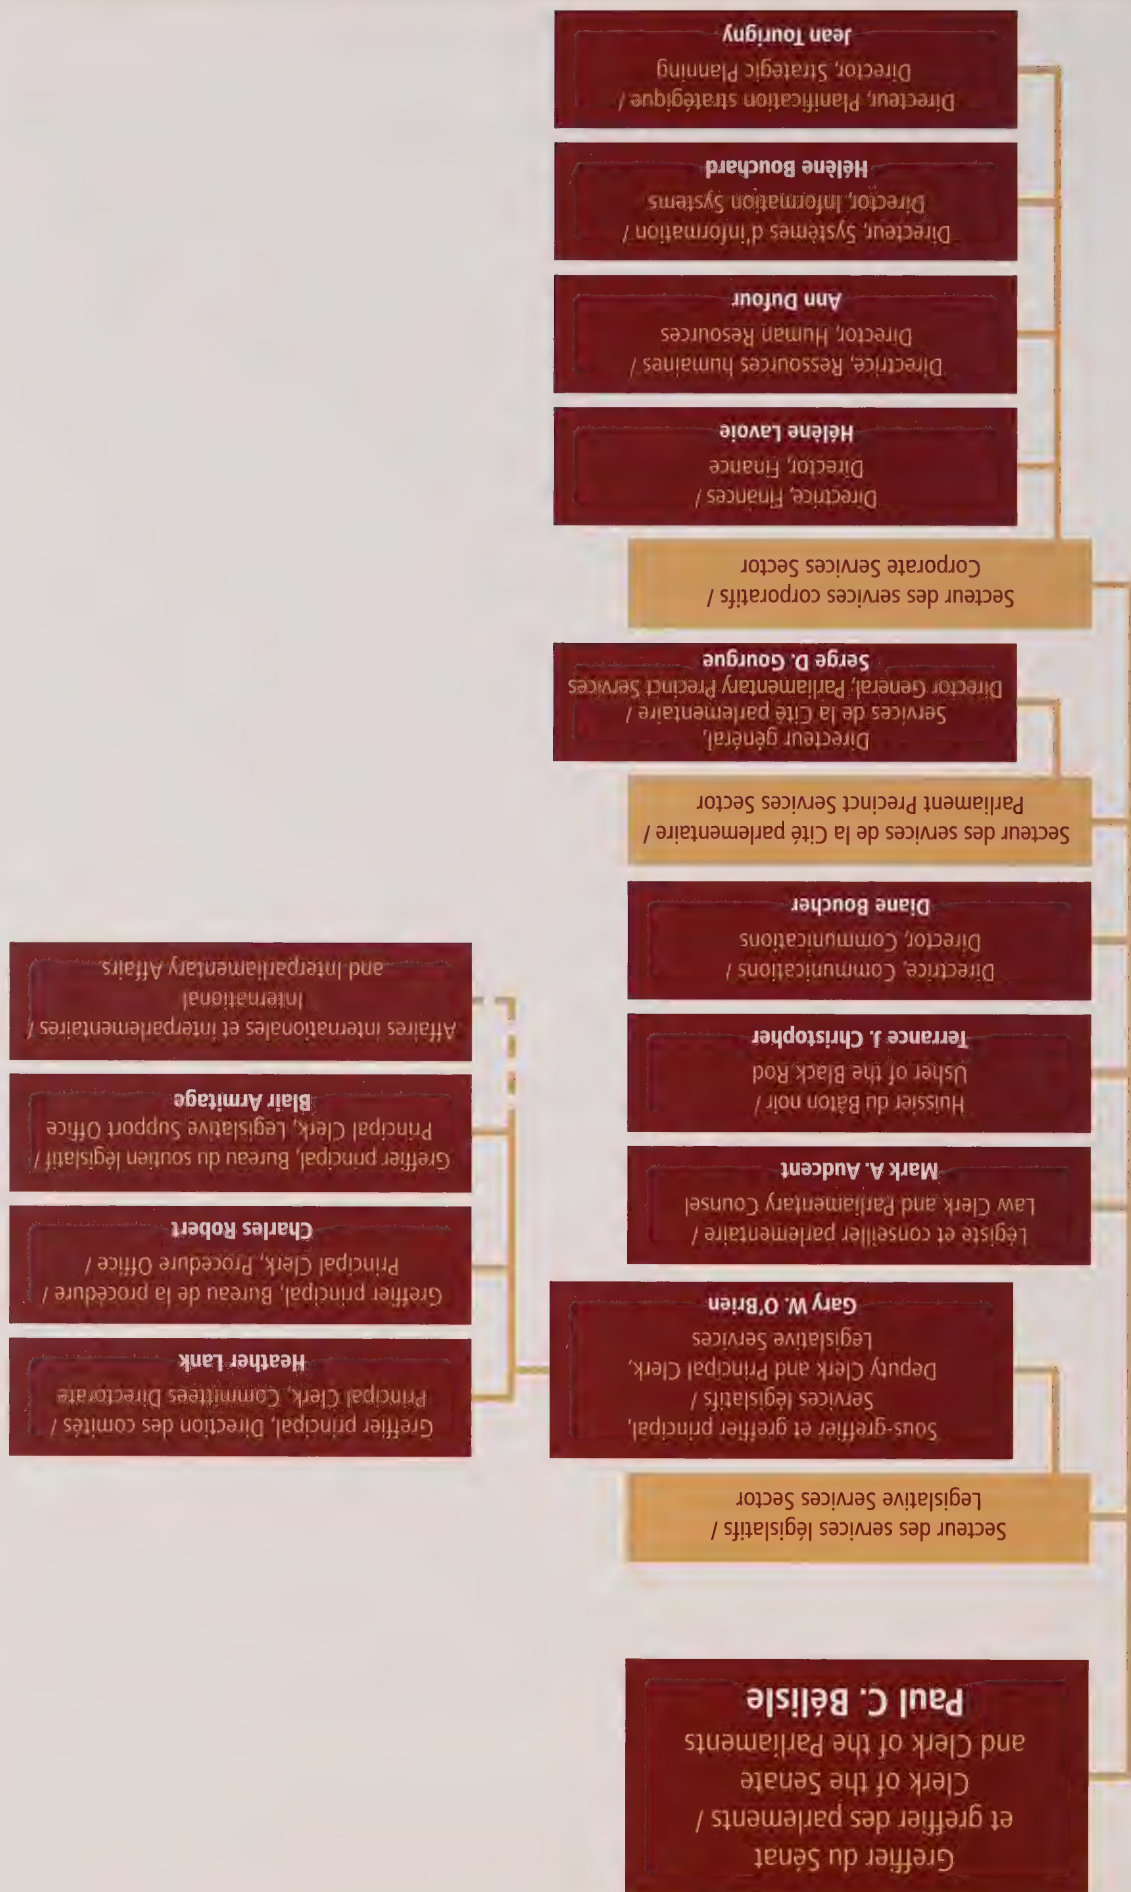 Greffier du Sénat
et greffier des parlements /
Clerk of the Senate
and Clerk of the Parliaments
Paul C. Bélisle
Secteur des services législatifs /
Legislative Services Sector
Sous-greffier et greffier principal,
Services législatifs /
Deputy Clerk and Principal Clerk,
Legislative Services
Gary W. O'Brien
Greffier principal, Direction des comités /
Principal Clerk, Committees Directorate
Heather Lank
Greffier principal, Bureau de la procédure /
Principal Clerk, Procedure Office /
Charles Robert
Greffier principal, Bureau du soutien législatif /
Principal Clerk, Legislative Support Office
Blair Armitage
Affaires internationales et interparlementaires /
International
and Interparliamentary Affairs
Légiste et conseiller parlementaire /
Law Clerk and Parliamentary Counsel
Mark A. Audcent
Huissier du Bâton noir /
Usher of the Black Rod
Terrance J. Christopher
Directrice, Communications /
Director, Communications
Diane Boucher
Secteur des services de la Cité parlementaire /
Parliament Precinct Services Sector
Directeur général,
Services de la Cité parlementaire /
Director General, Parliamentary Precinct Services
Serge D. Gourgue
Secteur des services corporatifs /
Corporate Services Sector
Directrice, Finances /
Director, Finance
Hélène Lavoie
Directrice, Ressources humaines /
Director, Human Resources
Ann Dufour
Directeur, Systèmes d'information /
Director, Information Systems
Hélène Bouchard
Directeur, Planification stratégique /
Director, Strategic Planning
Jean Tourigny